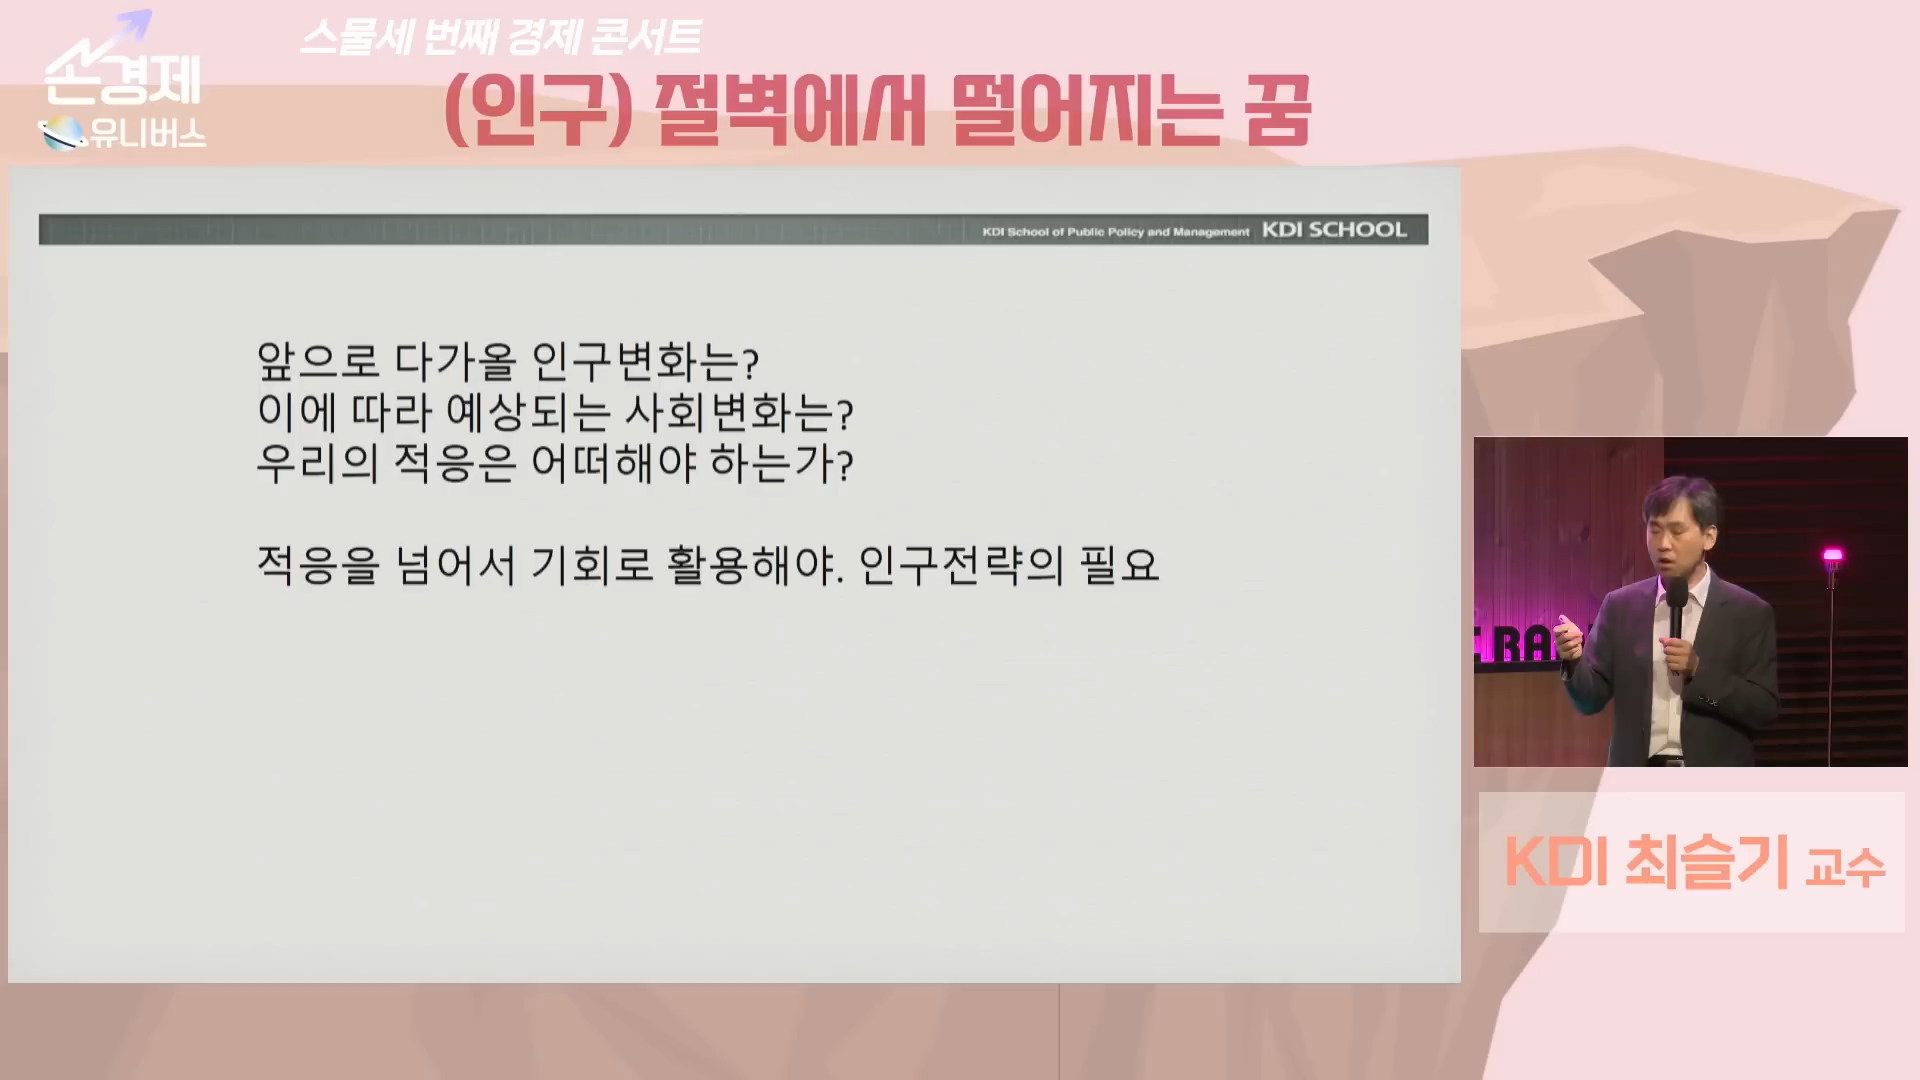 손경제
유니버스
스물세 번째 경제 콘서트
(인구) 절벽에서 떨어지는 꿈
KDI School of Public Policy and Management KDI SCHOOL
앞으로 다가올 인구변화는?
이에 따라 예상되는 사회변화는?
우리의 적응은 어떠해야 하는가?
적응을 넘어서 기회로 활용해야. 인구전략의 필요
KDI 최슬기 교수